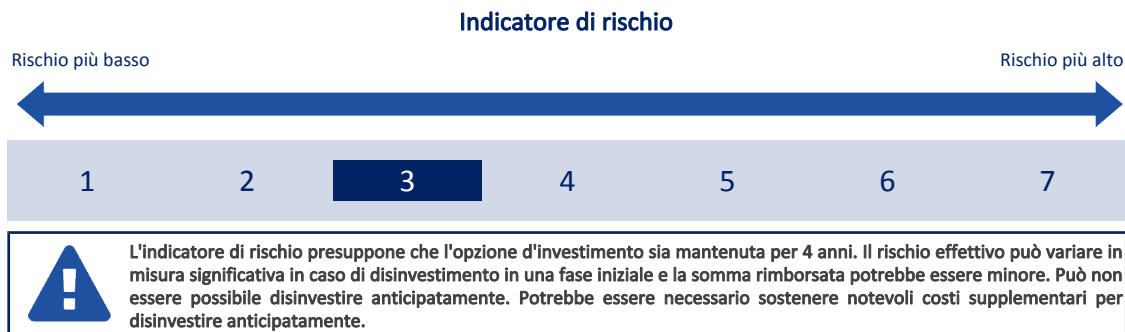 Indicatore di rischio
Rischio più basso
Rischio più alto
1 2 3 4 5 6 7
L'indicatore di rischio presuppone che l'opzione d'investimento sia mantenuta per 4 anni. Il rischio effettivo può variare in
misura significativa in caso di disinvestimento in una fase iniziale e la somma rimborsata potrebbe essere minore. Può non
essere possibile disinvestire anticipatamente. Potrebbe essere necessario sostenere notevoli costi supplementari per
disinvestire anticipatamente.